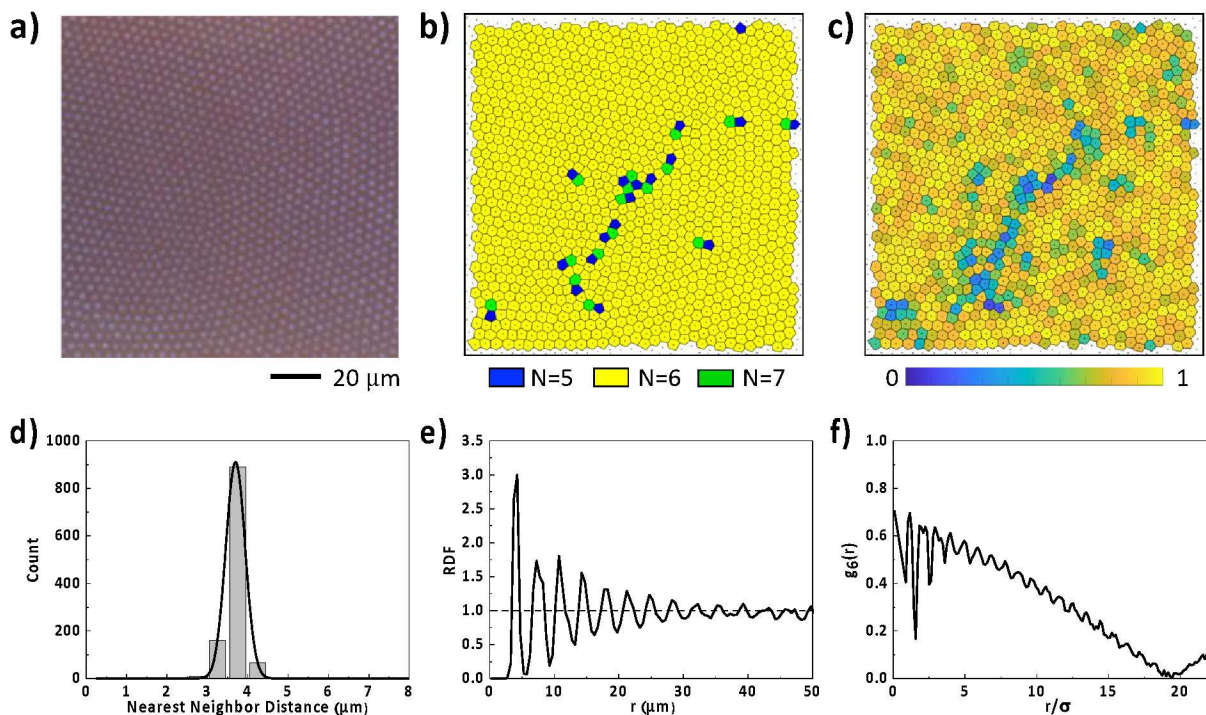 a)
b)
c)
20 μm
N=5 N=6 N=7
0 1
d)
e)
f)
1000
800
600
400
200
0
Count
0 1 2 3 4 5 6 7 8
Nearest Neighbor Distance (μm)
3.5
3.0
2.5
2.0
1.5
1.0
0.5
0.0
RDF
0 10 20 30 40 50
r (μm)
1.0
0.8
0.6
0.4
0.2
0.0
g6(r)
0 5 10 15 20
r/σ